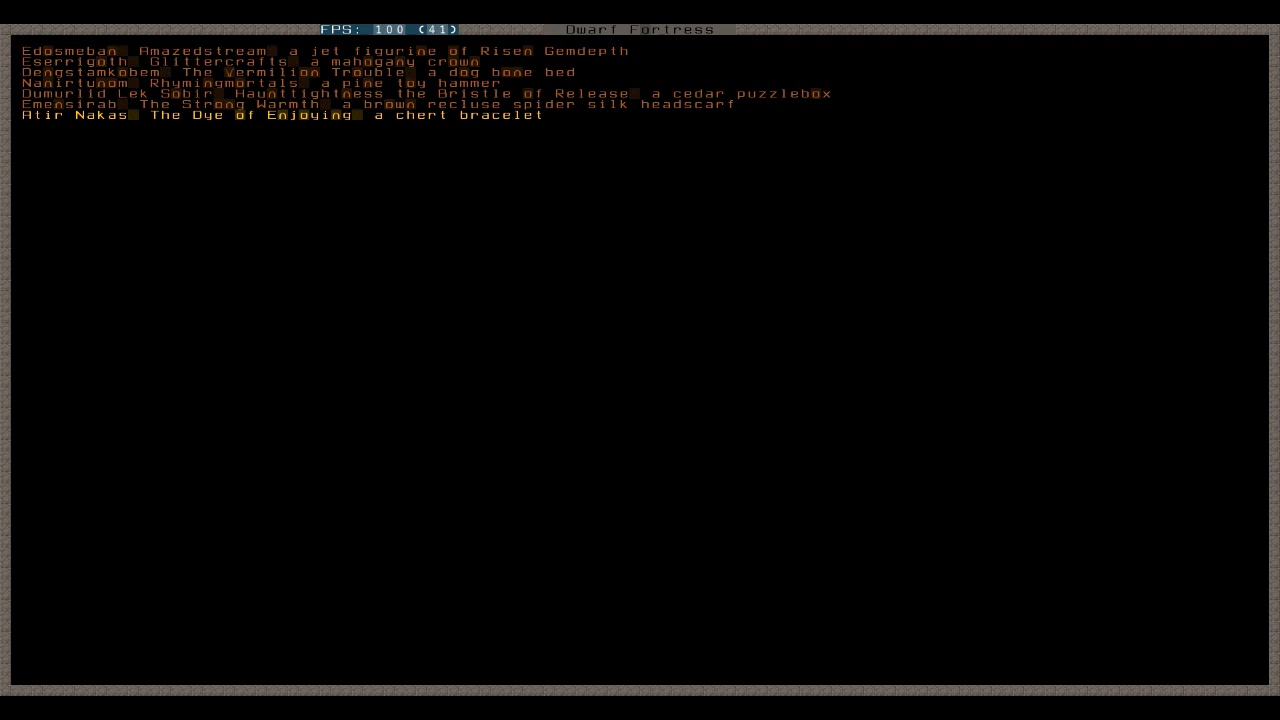 FPS: 100 (41) Dwarf Fortress
Edosmeban Amazedstream a jet figurine of Risen Gemdepth
Eserrigoth Glittercrafts a mahogany crown
Dengstamkobem The Vermilion Trouble a dog bone bed
Nanirtunom Rhymingmortals a pine toy hammer
Dumurlid Lek Sobir Haunttightness the Bristle of Release a cedar puzzlebox
Emensirab The Strong Warmth a brown recluse spider silk headscarf
Atir Nakas The Dye of Enjoying a chert bracelet